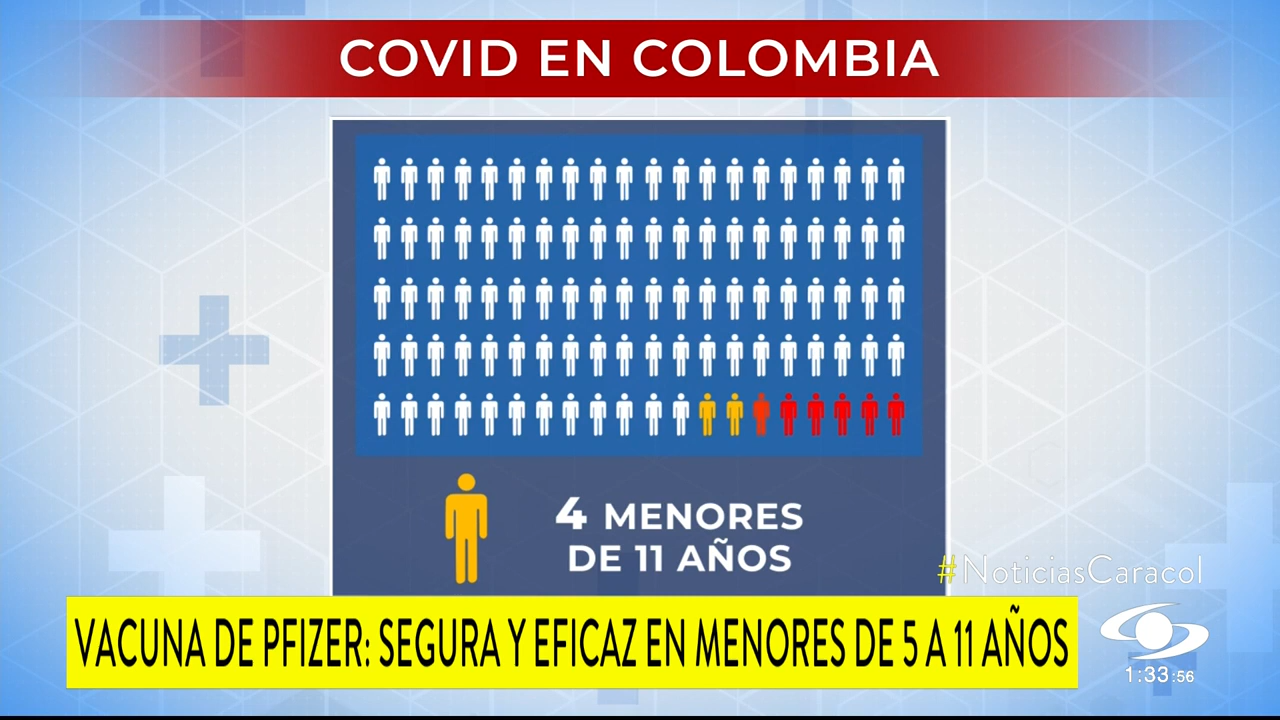 COVID EN COLOMBIA
4 MENORES
DE 11 AÑOS
#NoticiasCaracol
VACUNA DE PFIZER: SEGURA Y EFICAZ EN MENORES DE 5 A 11 AÑOS
1:33:56